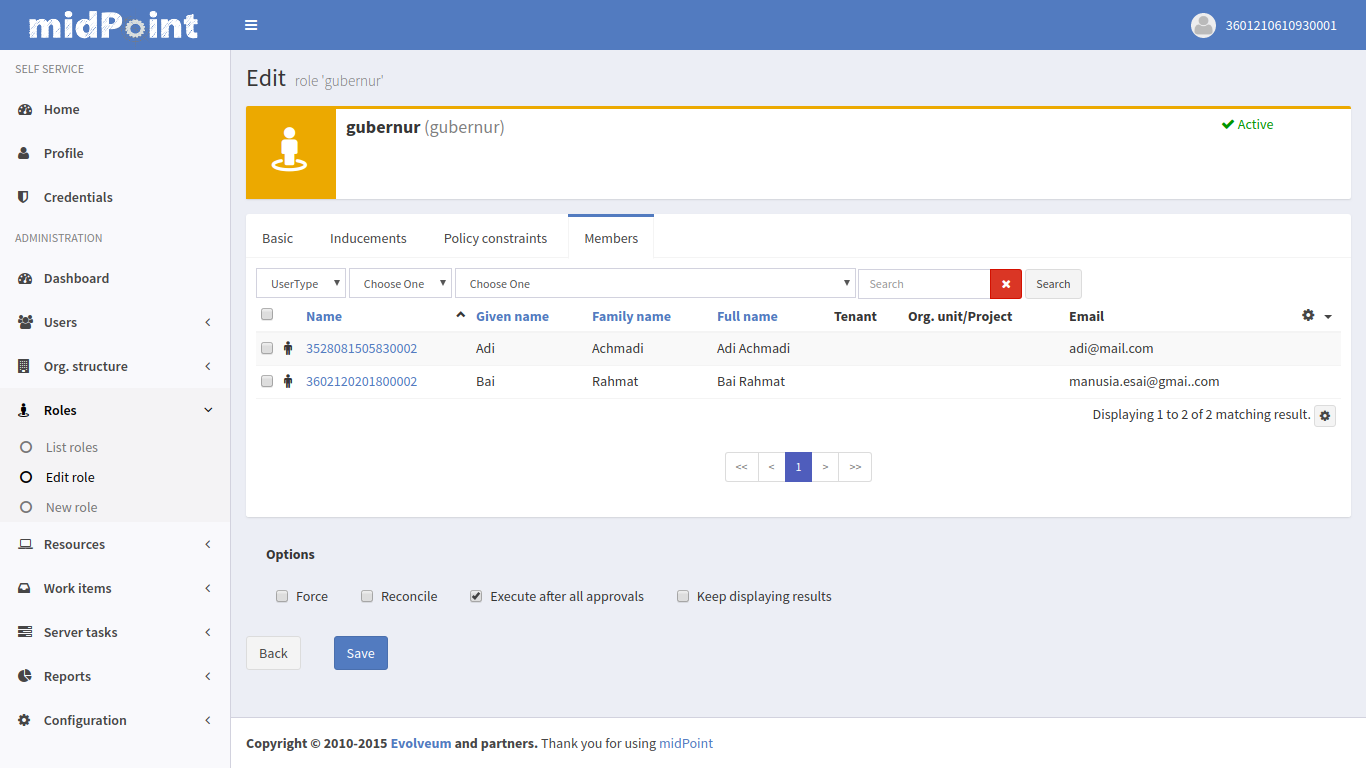 midPoint
3601210610930001
SELF SERVICE
Home
Profile
Credentials
ADMINISTRATION
Dashboard
Users
Org. structure
Roles
List roles
Edit role
New role
Resources
Work items
Server tasks
Reports
Configuration
Edit role 'gubernur'
gubernur (gubernur)
Active
Basic Inducements Policy constraints Members
UserType Choose One Choose One Search Search
Name Given name Family name Full name Tenant Org. unit/Project Email
3528081505830002 Adi Achmadi Adi Achmadi adi@mail.com
3602120201800002 Bai Rahmat Bai Rahmat manusia.esai@gmai..com
Displaying 1 to 2 of 2 matching result.
<< < 1 > >>
Options
Force Reconcile Execute after all approvals Keep displaying results
Back Save
Copyright © 2010-2015 Evolveum and partners. Thank you for using midPoint